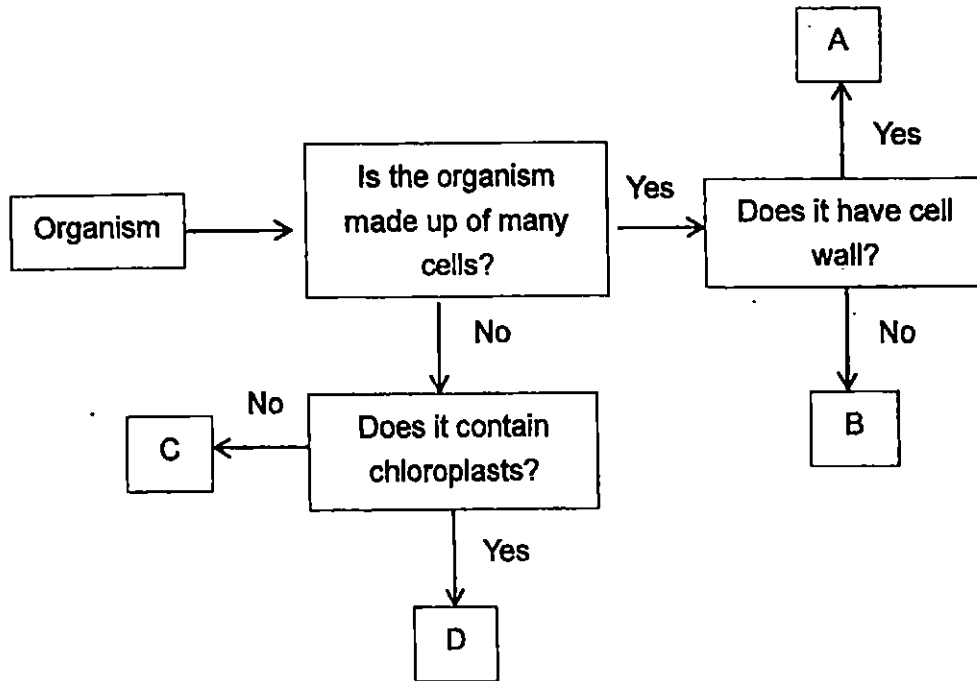 A
Yes
Organism
Is the organism
made up of many
cells?
Yes
Does it have cell
wall?
No
No
B
C
No
Does it contain
chloroplasts?
Yes
D